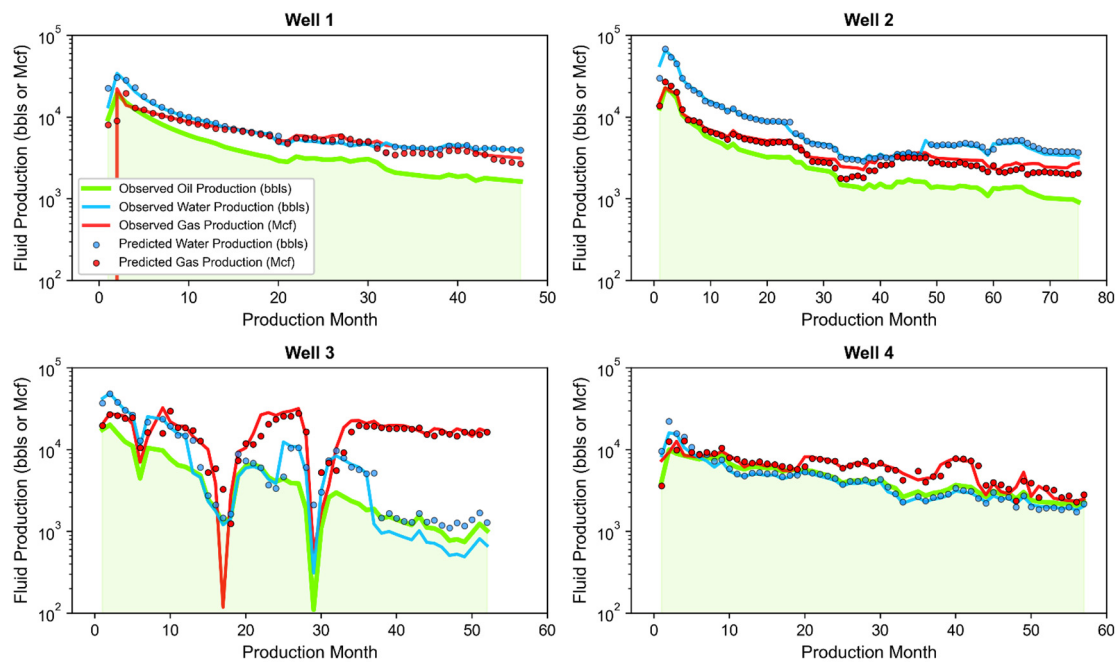 Well 1
Fluid Production (bbls or Mcf)
10^5
10^4
10^3
10^2
Observed Oil Production (bbls)
Observed Water Production (bbls)
Observed Gas Production (Mcf)
Predicted Water Production (bbls)
Predicted Gas Production (Mcf)
0 10 20 30 40 50
Production Month
Well 2
Fluid Production (bbls or Mcf)
10^5
10^4
10^3
10^2
0 10 20 30 40 50 60 70 80
Production Month
Well 3
Fluid Production (bbls or Mcf)
10^5
10^4
10^3
10^2
0 10 20 30 40 50 60
Production Month
Well 4
Fluid Production (bbls or Mcf)
10^5
10^4
10^3
10^2
0 10 20 30 40 50 60
Production Month